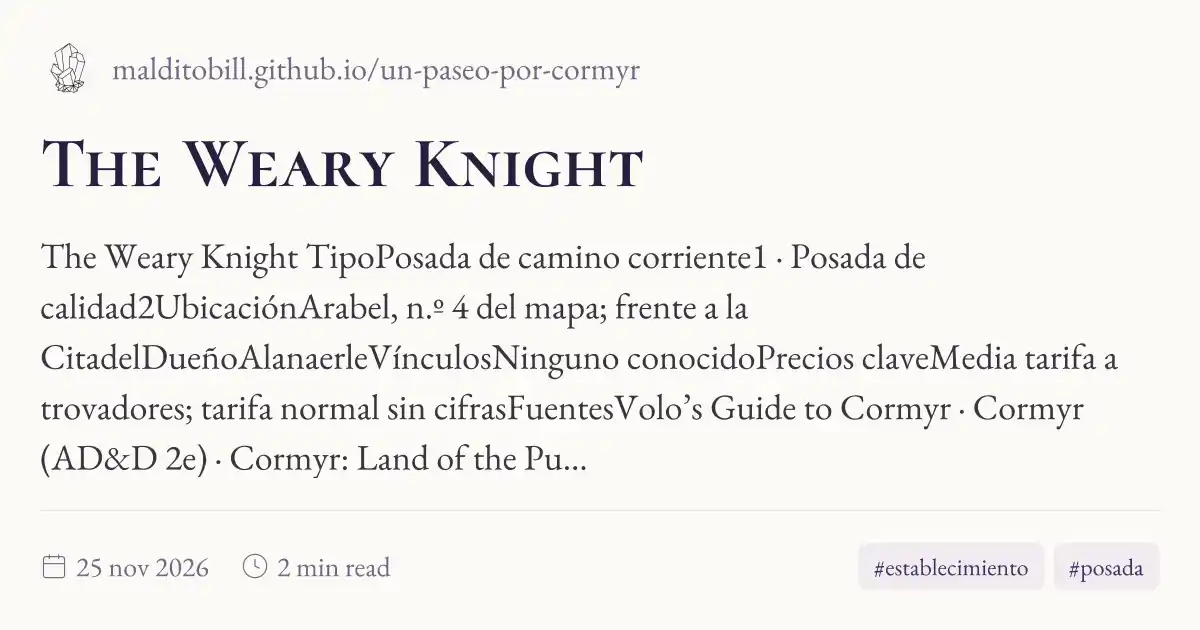 malditobill.github.io/un-paseo-por-cormyr
The Weary Knight
The Weary Knight TipoPosada de camino corriente1 · Posada de
calidad2UbicaciónArabel, n.º 4 del mapa; frente a la
CitadelDueñoAlanaerleVínculosNinguno conocidoPrecios claveMedia tarifa a
trovadores; tarifa normal sin cifrasFuentesVolo’s Guide to Cormyr · Cormyr
(AD&D 2e) · Cormyr: Land of the Pu...
25 nov 2026 2 min read #establecimiento #posada